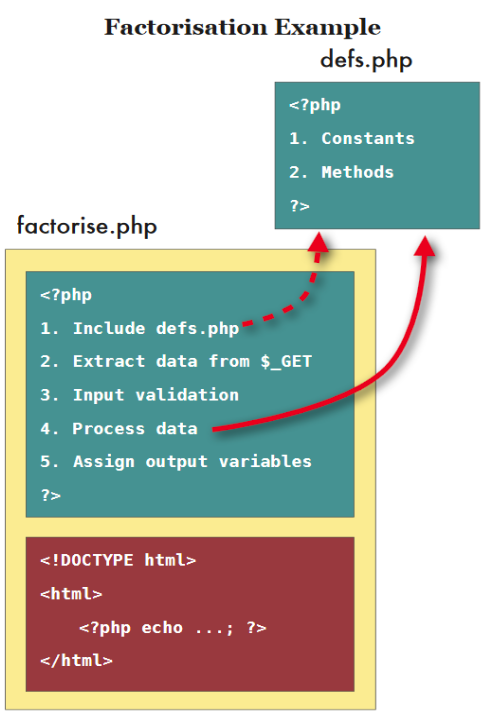 Factorisation Example
defs.php
<?php
1. Constants
2. Methods
?>
factorise.php
<?php
1. Include defs.php
2. Extract data from $_GET
3. Input validation
4. Process data
5. Assign output variables
?>
<!DOCTYPE html>
<html>
<?php echo ...; ?>
</html>